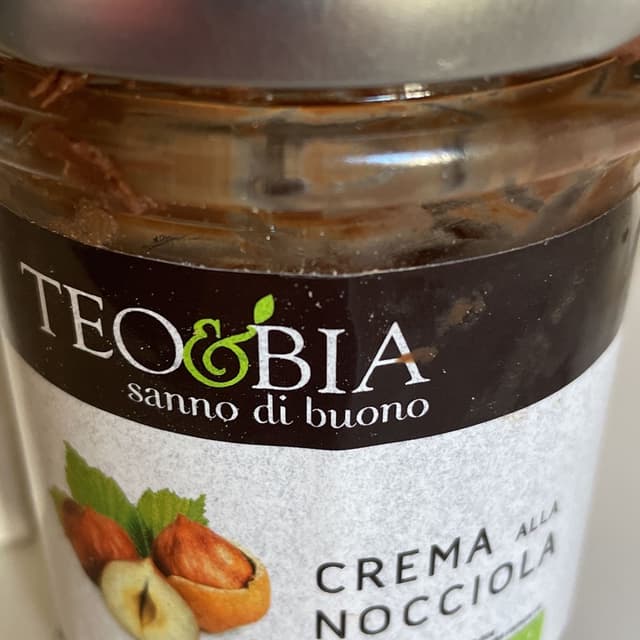 TEO&BIA
sanno di buono
CREMA ALLA
NOCCIOLA